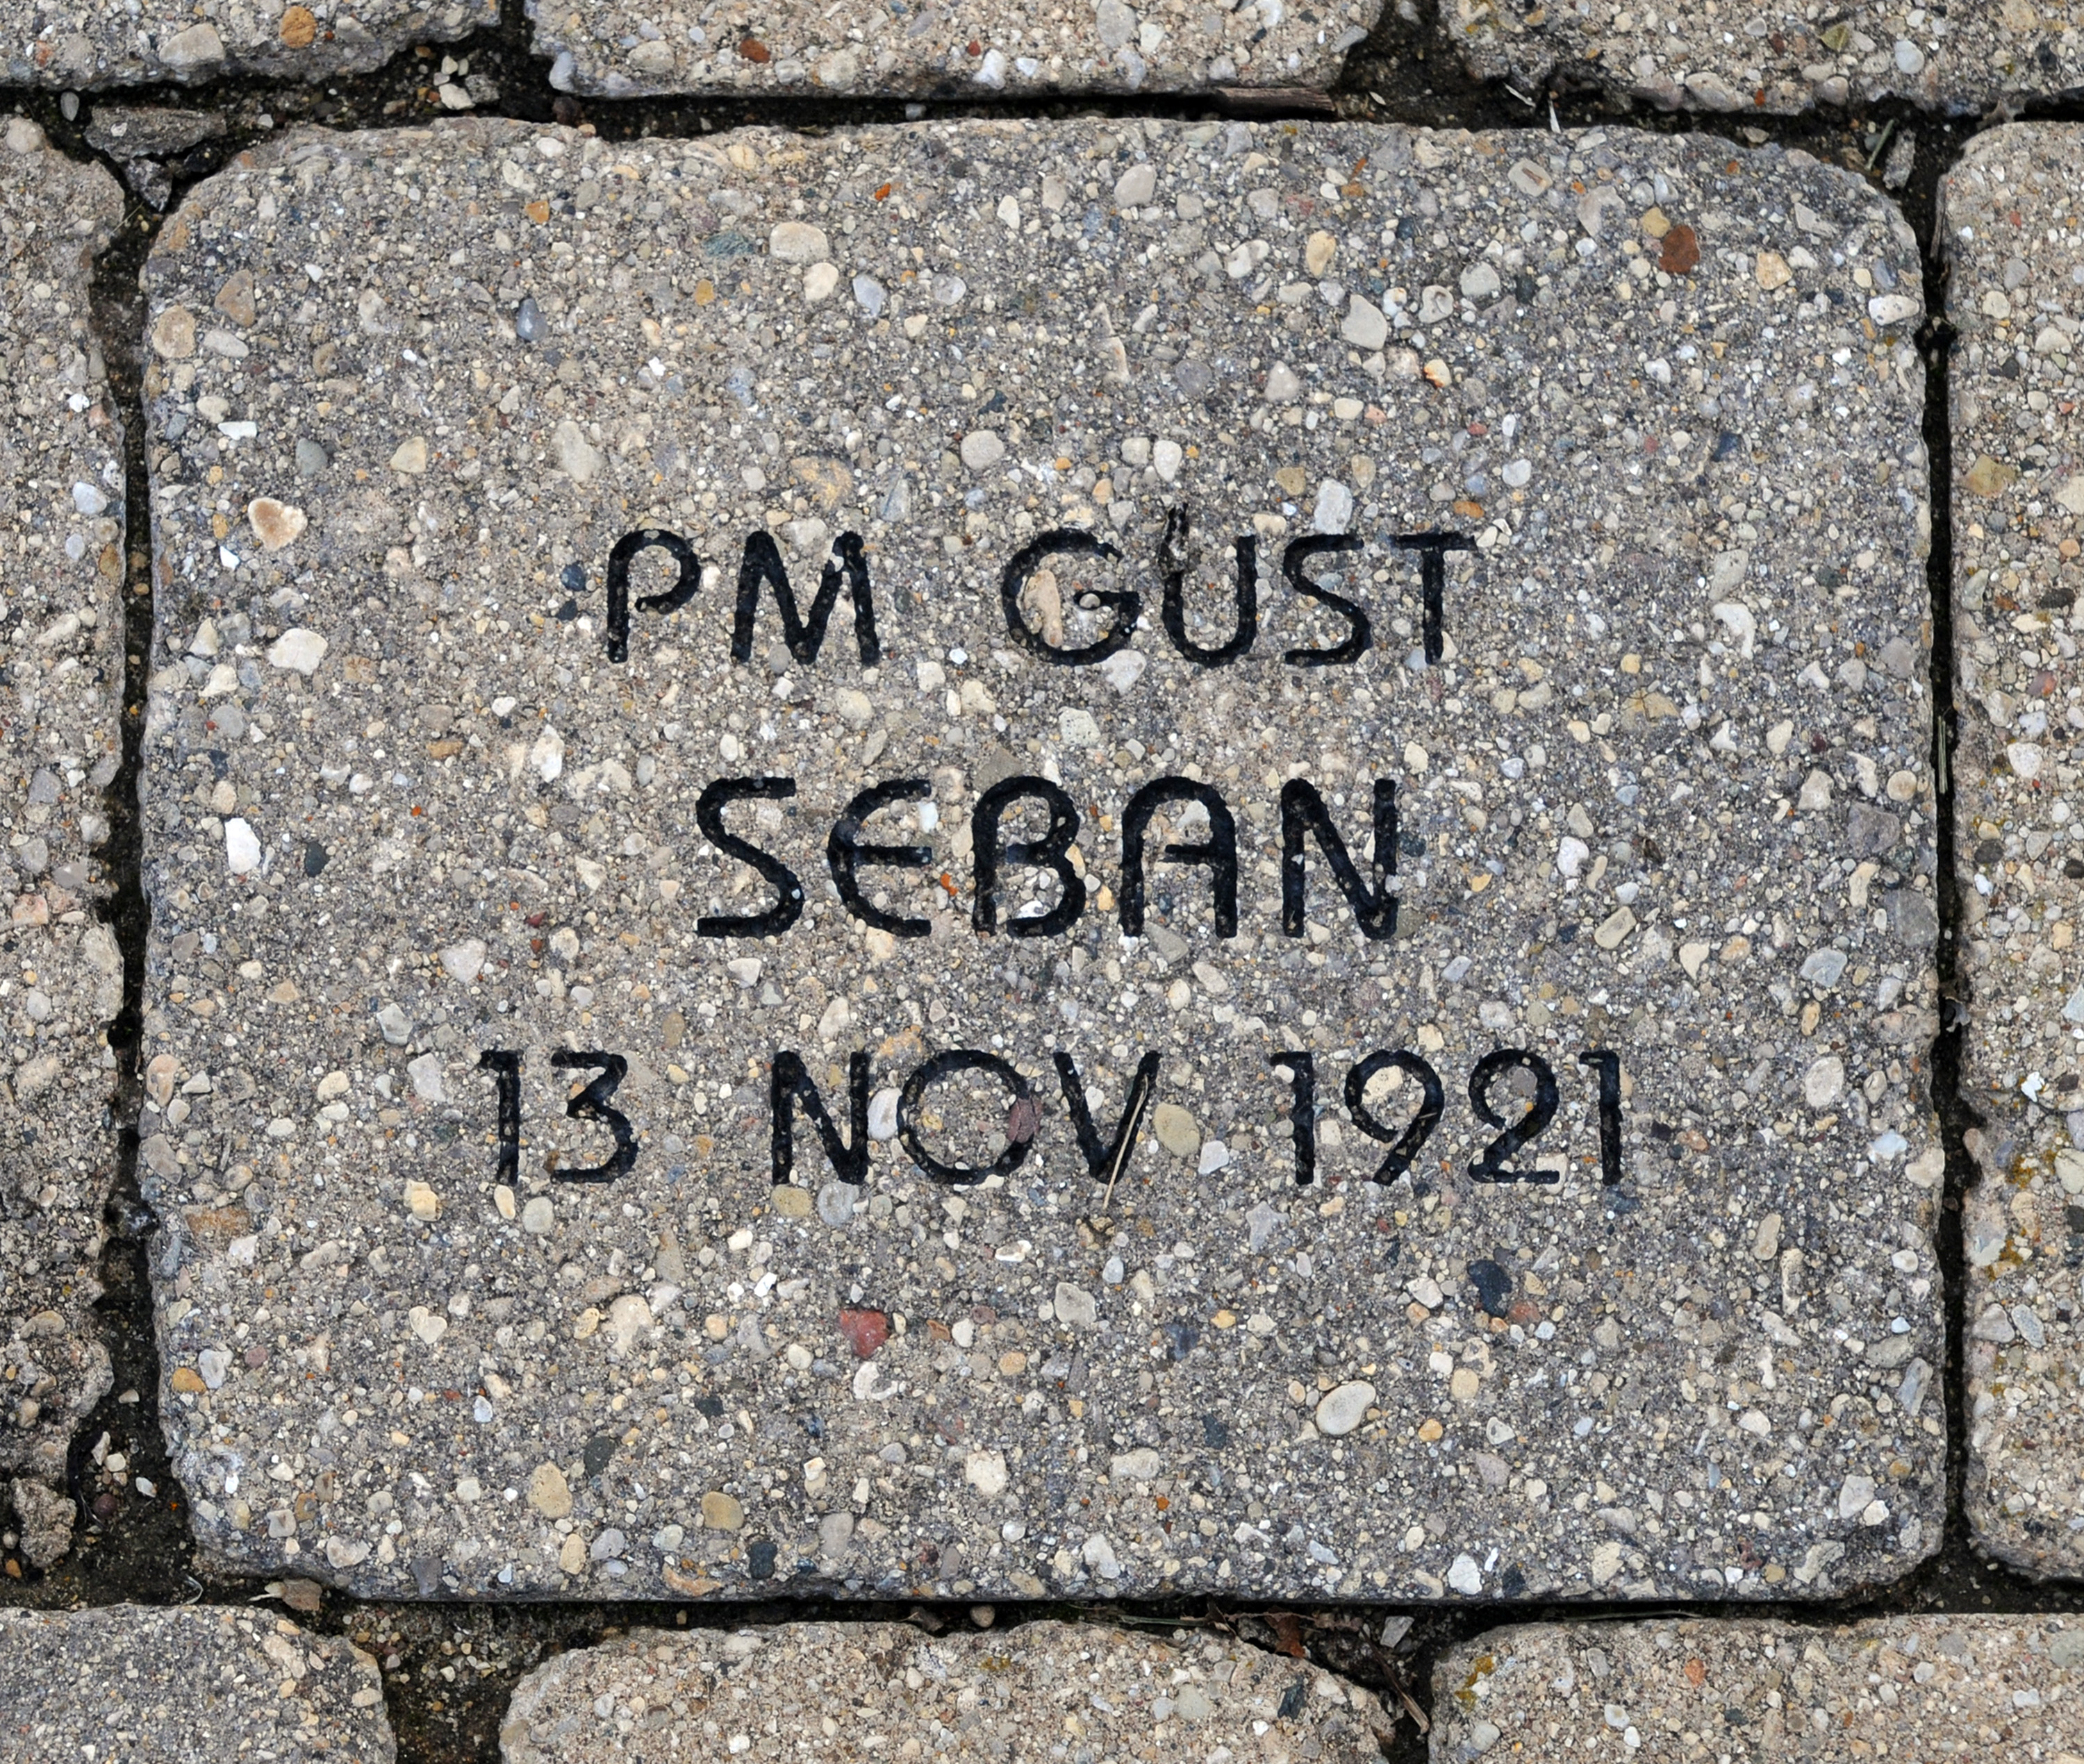 PM GUST
SEBAN
13 NOV 1921